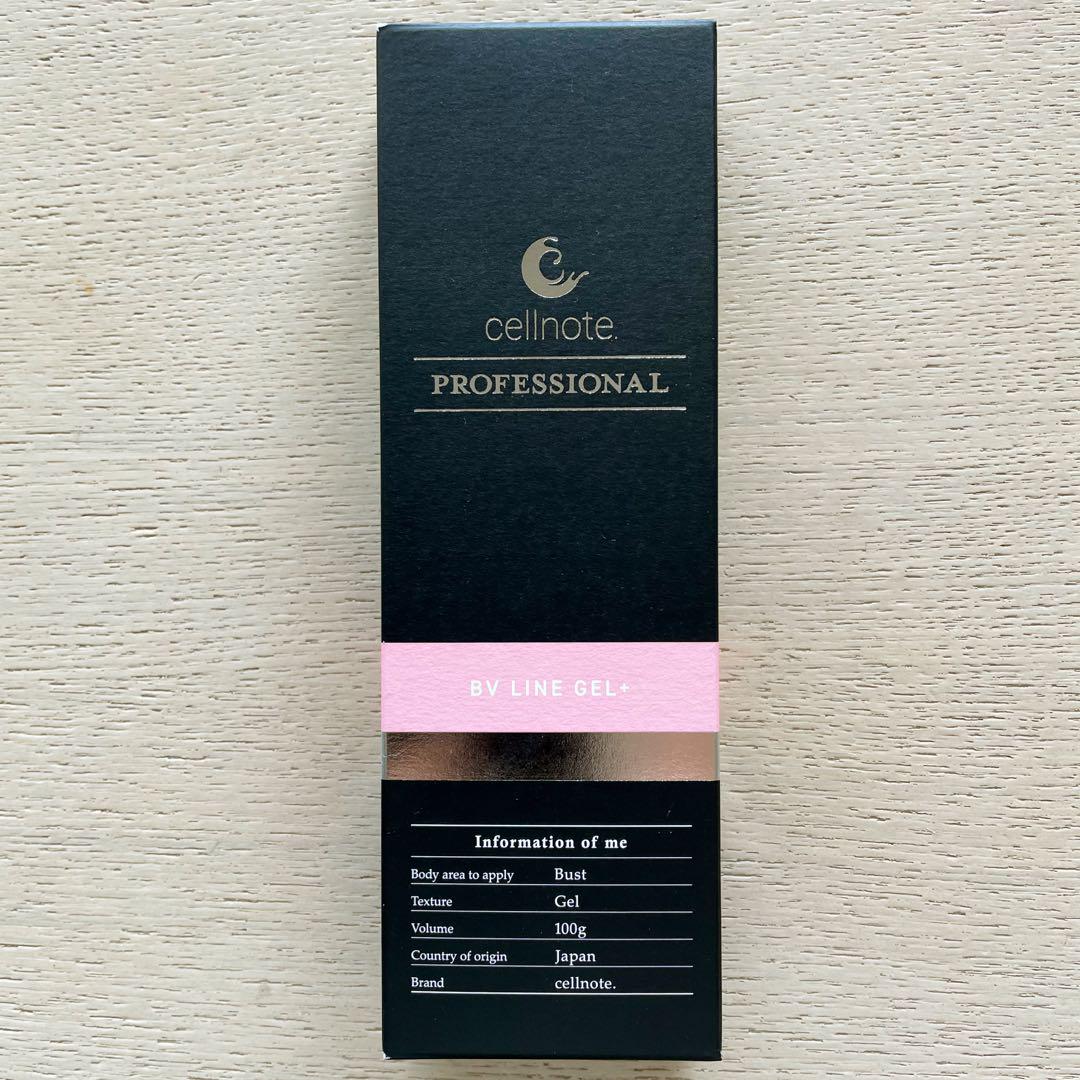 cellnote.
PROFESSIONAL
BV LINE GEL+
Information of me
Body area to apply Bust
Texture Gel
Volume 100g
Country of origin Japan
Brand cellnote.